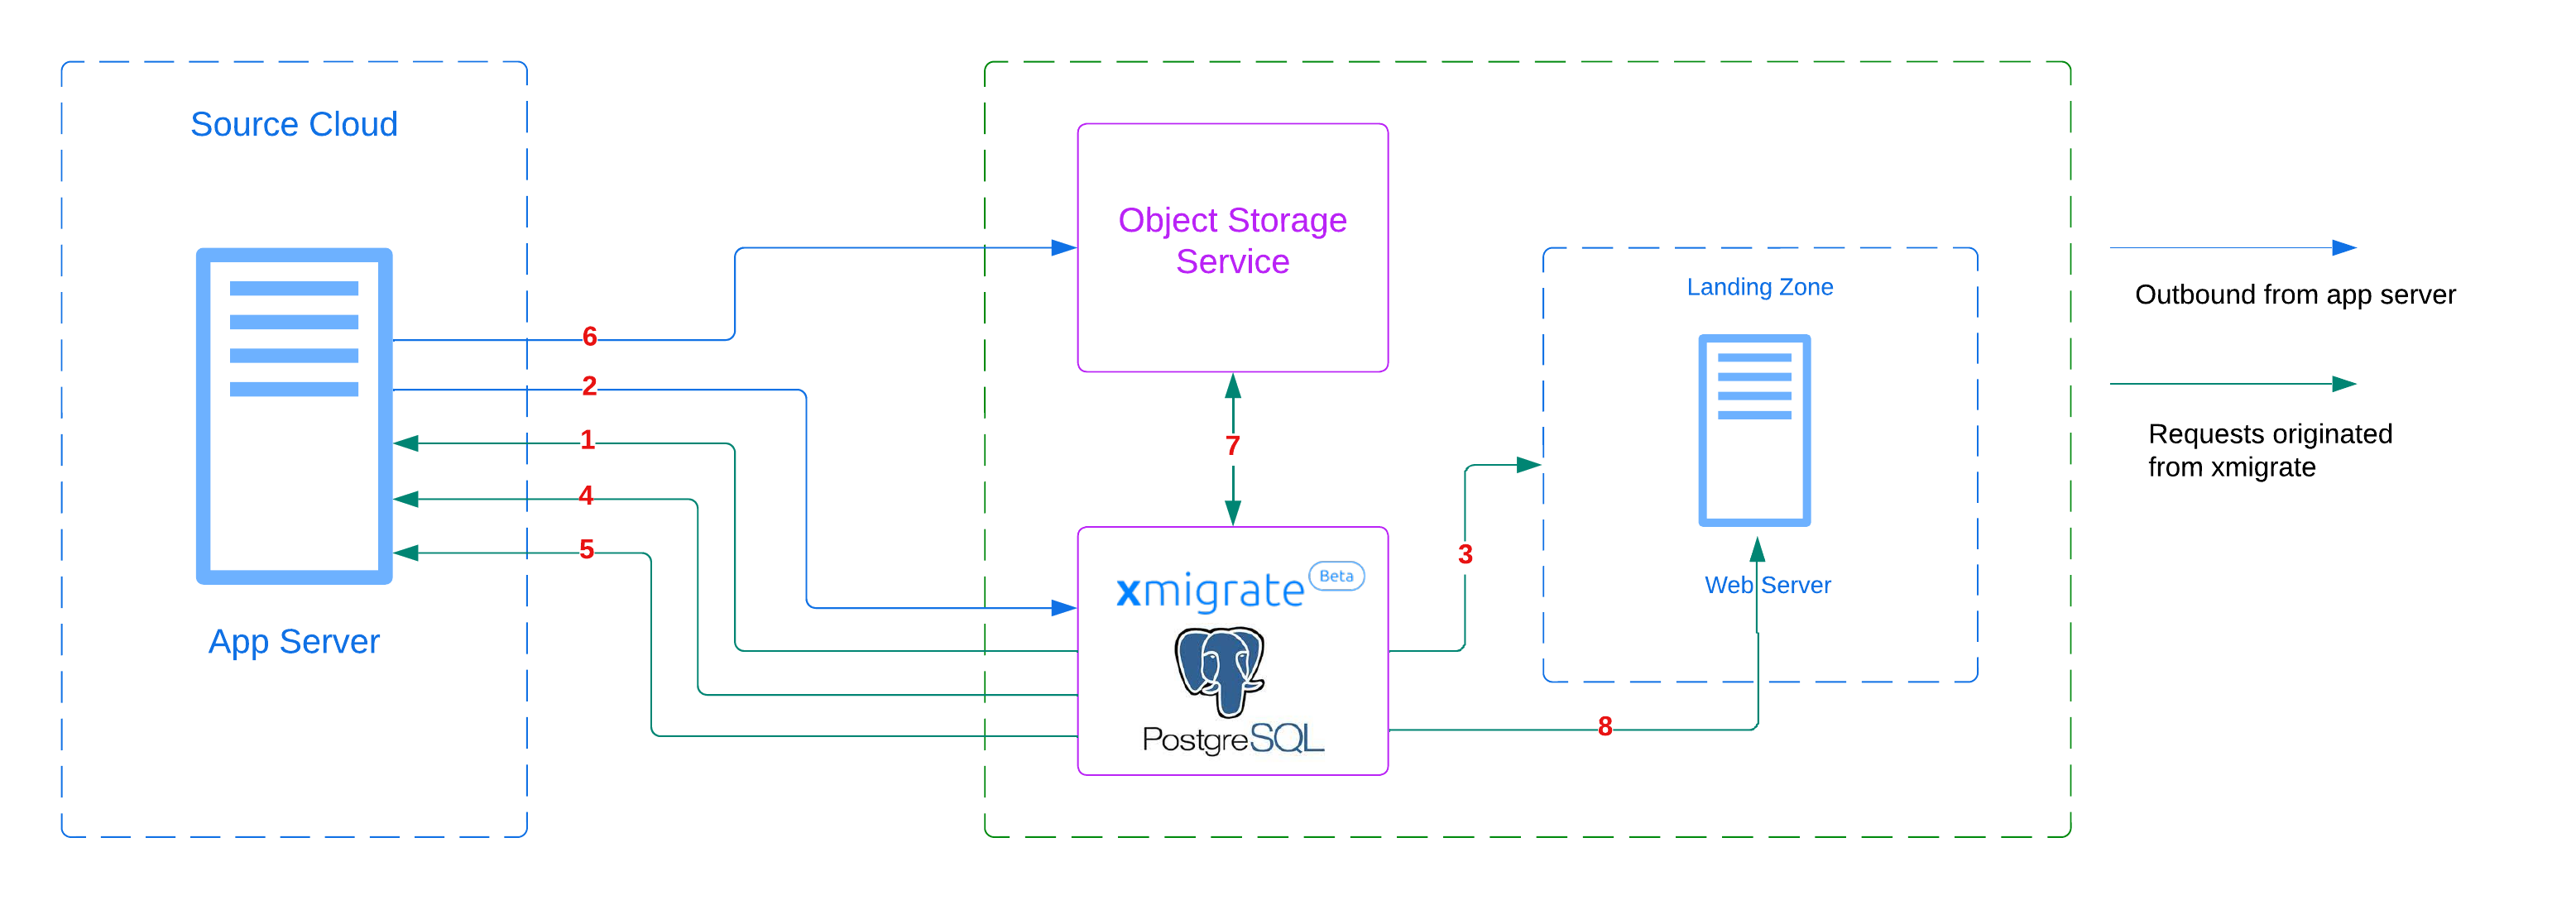 Source Cloud
App Server
6
2
1
4
5
Object Storage
Service
7
xmigrate Beta
PostgreSQL
3
8
Landing Zone
Web Server
Outbound from app server
Requests originated
from xmigrate